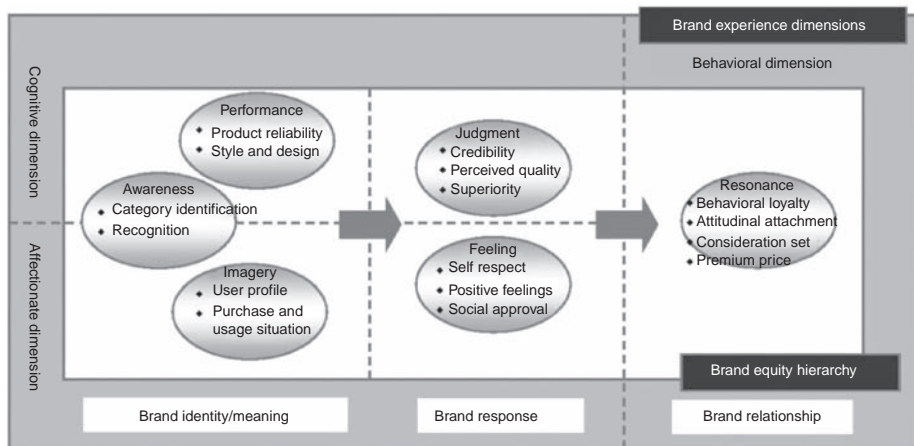 Brand experience dimensions
Behavioral dimension
Cognitive dimension
Affectionate dimension
Performance
Product reliability
Style and design
Awareness
Category identification
Recognition
Imagery
User profile
Purchase and
usage situation
Judgment
Credibility
Perceived quality
Superiority
Feeling
Self respect
Positive feelings
Social approval
Resonance
Behavioral loyalty
Attitudinal attachment
Consideration set
Premium price
Brand equity hierarchy
Brand identity/meaning
Brand response
Brand relationship